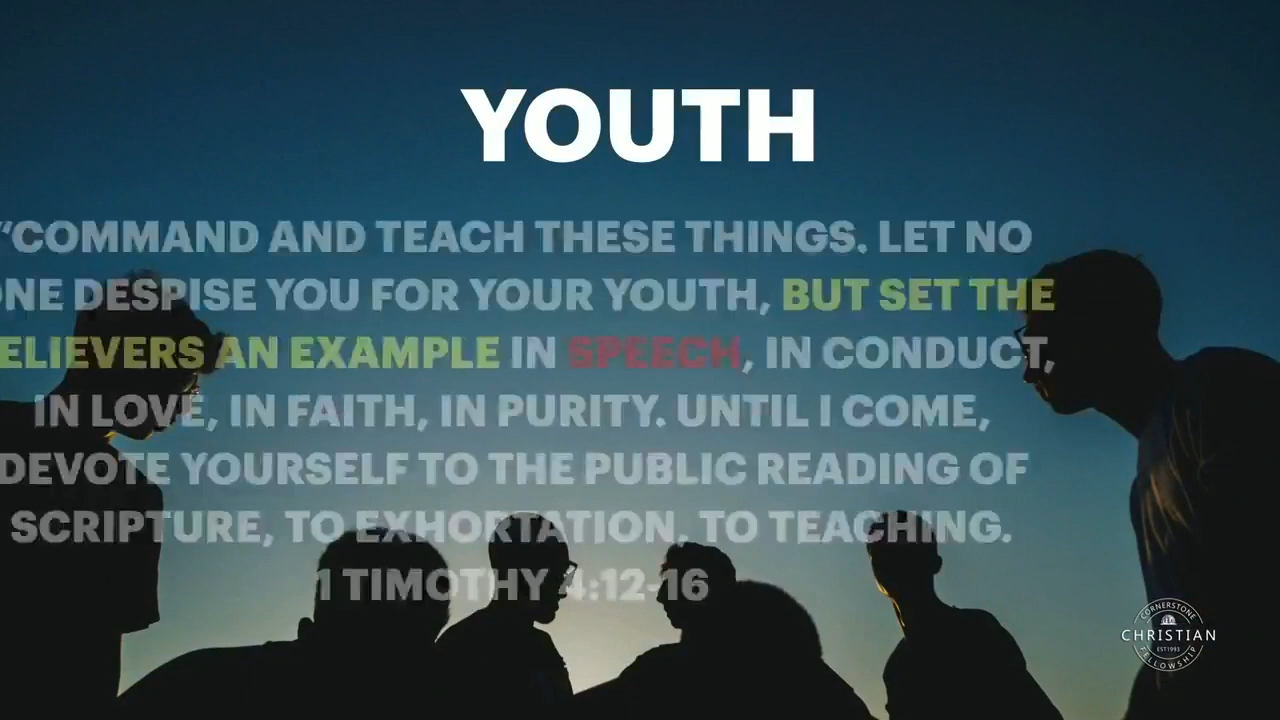 YOUTH
“COMMAND AND TEACH THESE THINGS. LET NO
ONE DESPISE YOU FOR YOUR YOUTH, BUT SET THE
ELIEVERS AN EXAMPLE IN SPEECH, IN CONDUCT,
IN LOVE, IN FAITH, IN PURITY. UNTIL I COME,
DEVOTE YOURSELF TO THE PUBLIC READING OF
SCRIPTURE, TO EXHORTATION, TO TEACHING.
1 TIMOTHY 4:12-16
CORNERSTONE
CHRISTIAN
EST1993
FELLOWSHIP